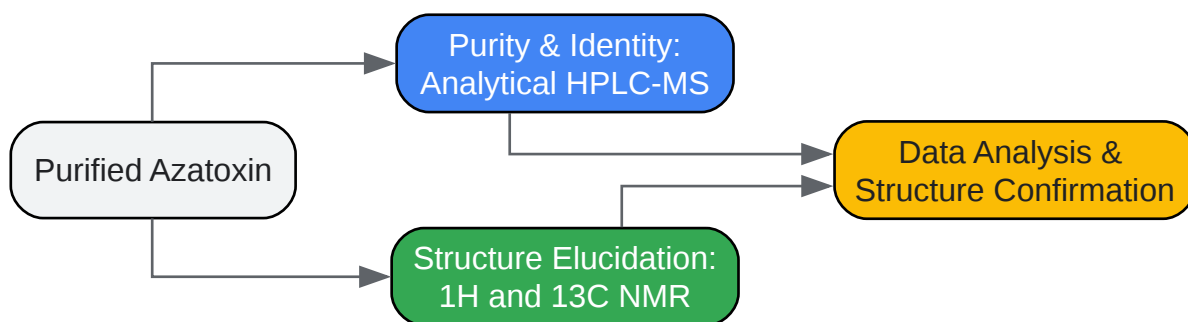 Purity & Identity:
Analytical HPLC-MS
Purified Azatoxin
Data Analysis &
Structure Confirmation
Structure Elucidation:
1H and 13C NMR